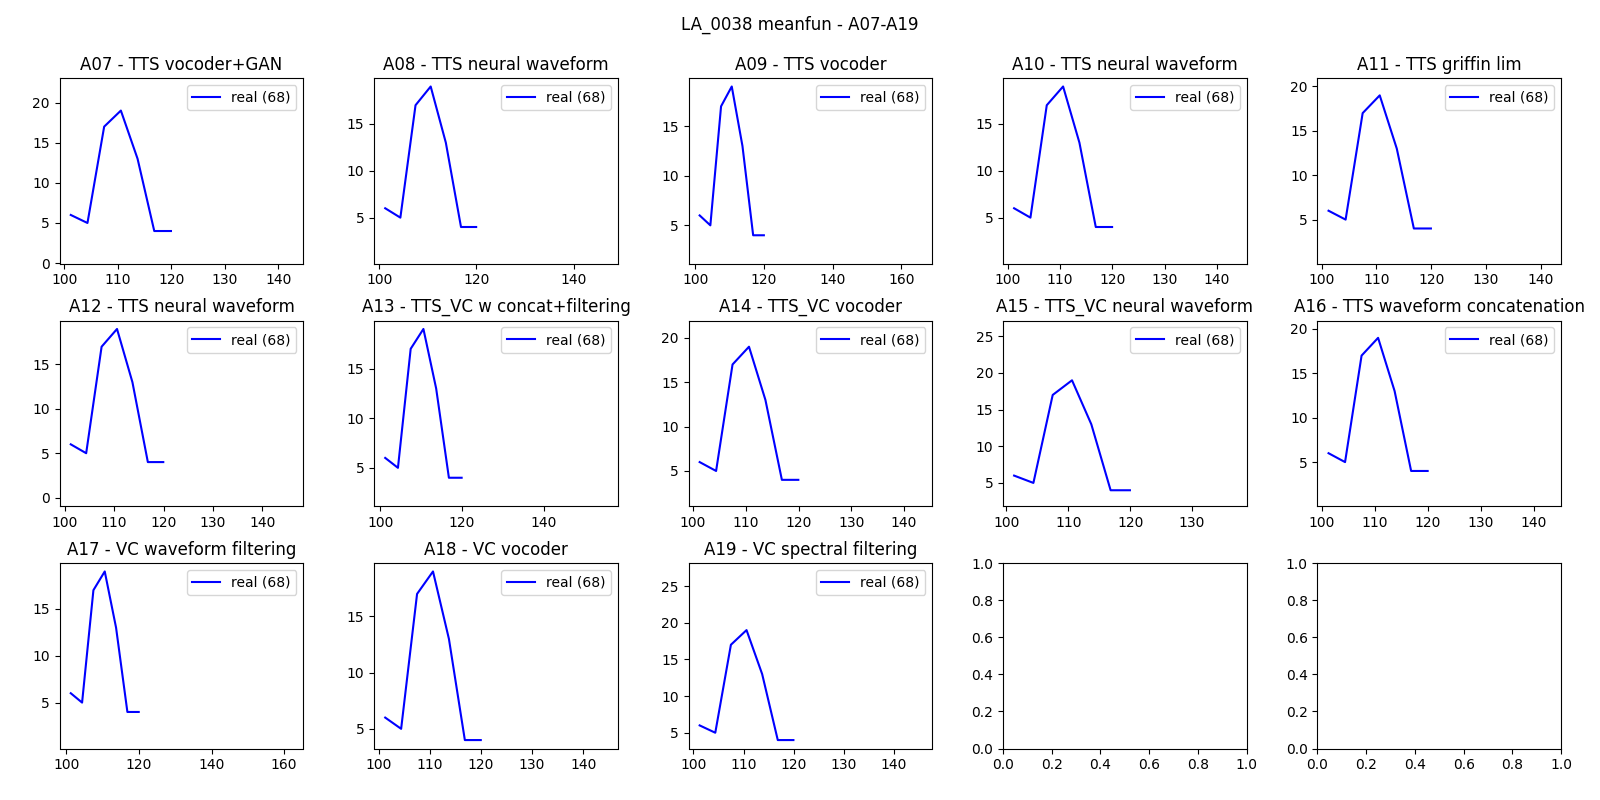 LA_0038 meanfun - A07-A19
A07 - TTS vocoder+GAN
real (68)
20
15
10
5
0
100 110 120 130 140
A08 - TTS neural waveform
real (68)
15
10
5
100 120 140
A09 - TTS vocoder
real (68)
15
10
5
100 120 140 160
A10 - TTS neural waveform
real (68)
15
10
5
100 110 120 130 140
A11 - TTS griffin lim
real (68)
20
15
10
5
100 110 120 130 140
A12 - TTS neural waveform
real (68)
15
10
5
0
100 110 120 130 140
A13 - TTS_VC w concat+filtering
real (68)
15
10
5
100 120 140
A14 - TTS_VC vocoder
real (68)
20
15
10
5
100 110 120 130 140
A15 - TTS_VC neural waveform
real (68)
25
20
15
10
5
100 110 120 130
A16 - TTS waveform concatenation
real (68)
20
15
10
5
100 110 120 130 140
A17 - VC waveform filtering
real (68)
15
10
5
100 120 140 160
A18 - VC vocoder
real (68)
15
10
5
100 110 120 130 140
A19 - VC spectral filtering
real (68)
25
20
15
10
5
100 110 120 130 140
1.0
0.8
0.6
0.4
0.2
0.0
0.0 0.2 0.4 0.6 0.8 1.0
1.0
0.8
0.6
0.4
0.2
0.0
0.0 0.2 0.4 0.6 0.8 1.0